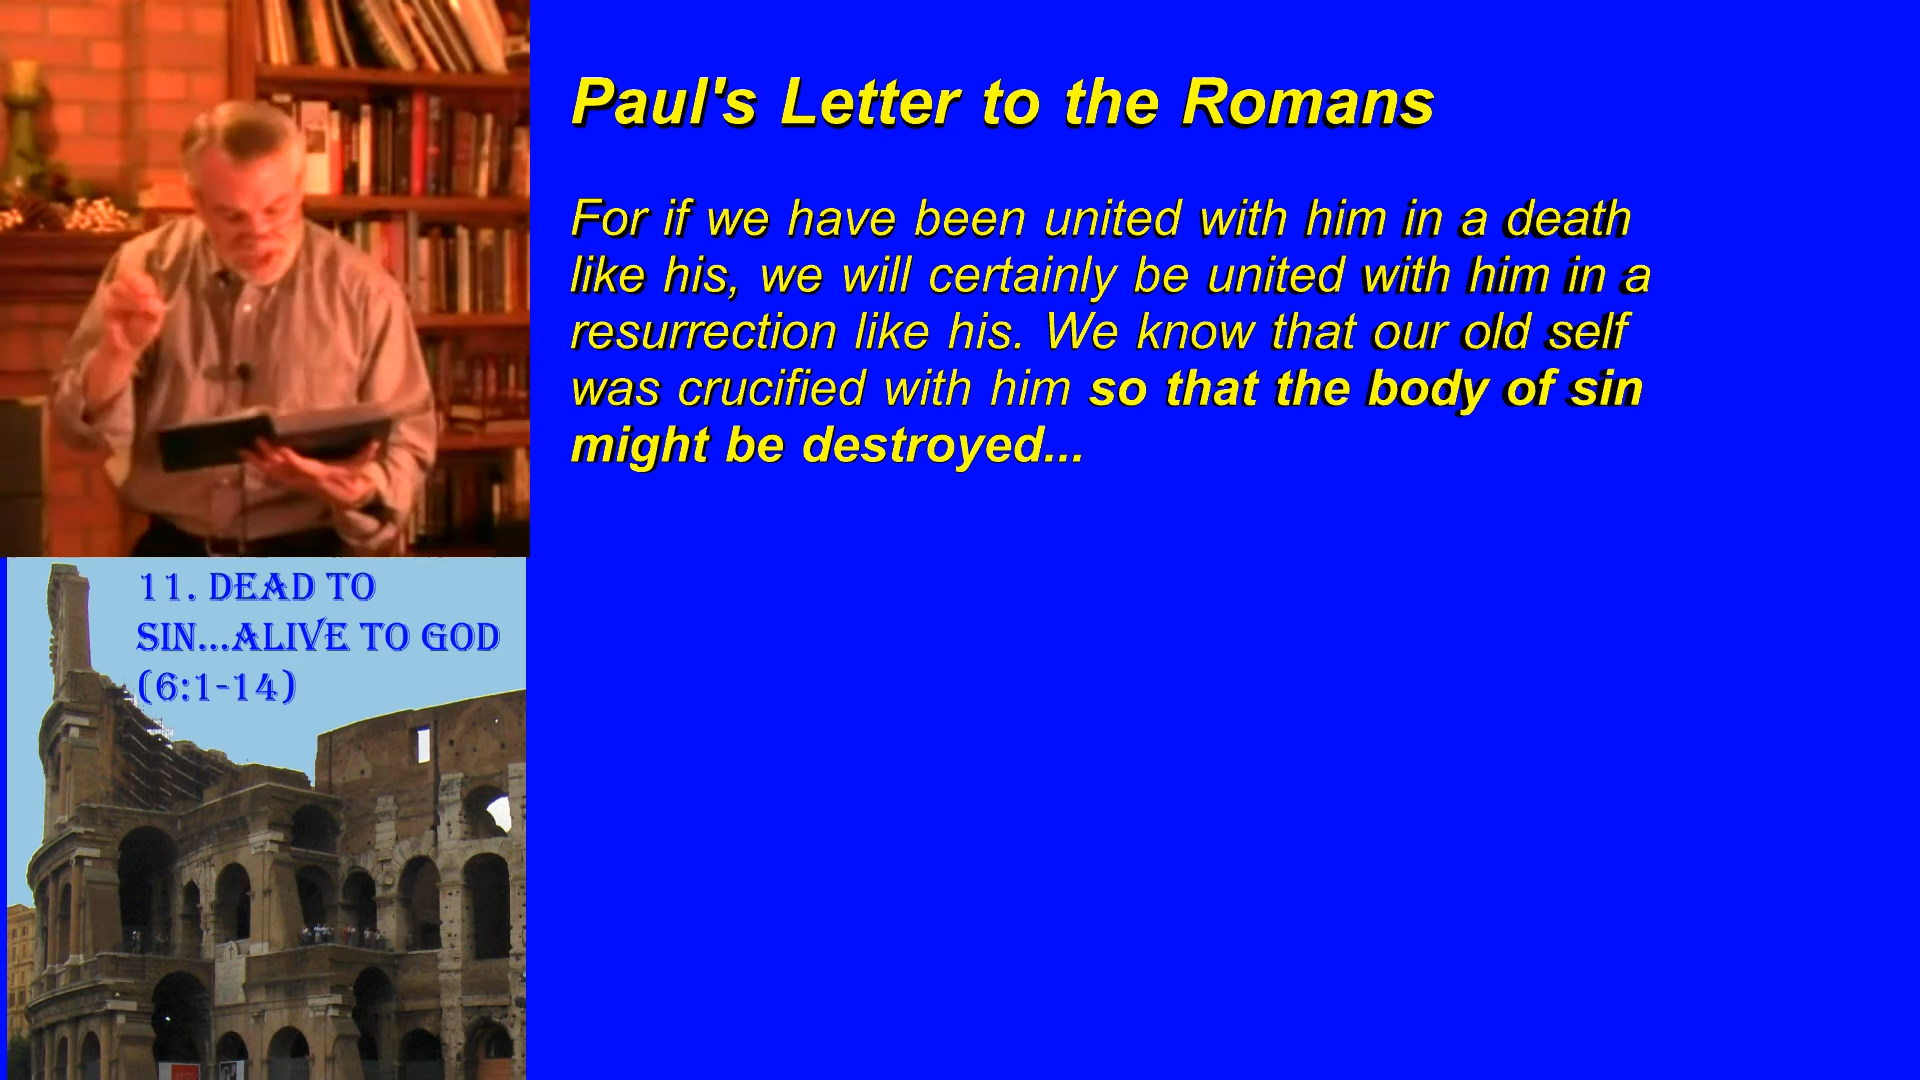 Paul's Letter to the Romans
For if we have been united with him in a death
like his, we will certainly be united with him in a
resurrection like his. We know that our old self
was crucified with him so that the body of sin
might be destroyed...
11. DEAD TO
SIN...ALIVE TO GOD
(6:1-14)